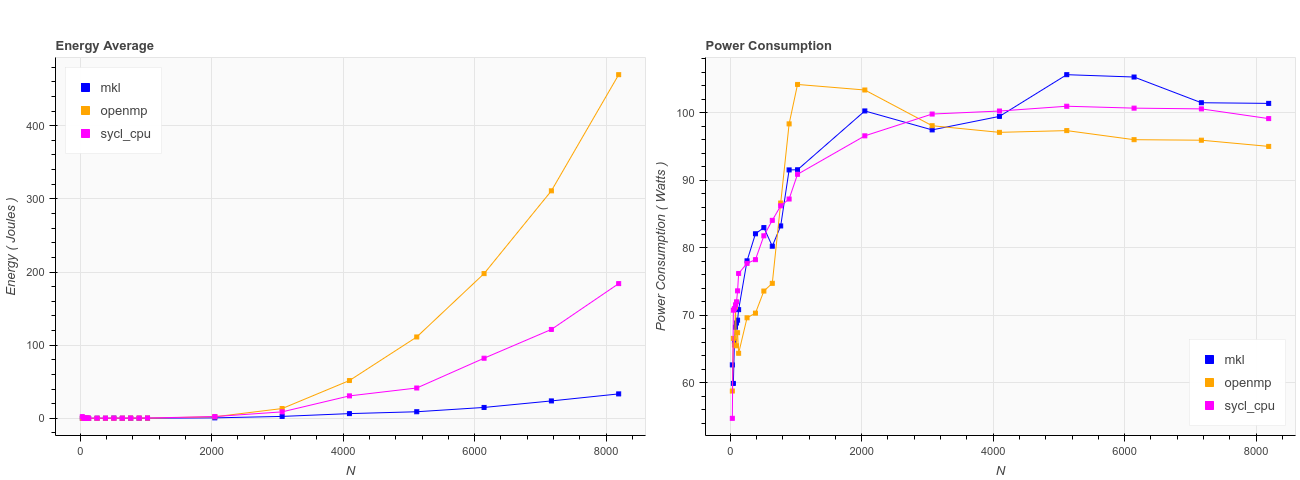 Energy Average
mkl
openmp
sycl_cpu
400
300
200
100
0
Energy ( Joules )
0
2000
4000
6000
8000
N
Power Consumption
100
90
80
70
60
Power Consumption ( Watts )
mkl
openmp
sycl_cpu
0
2000
4000
6000
8000
N